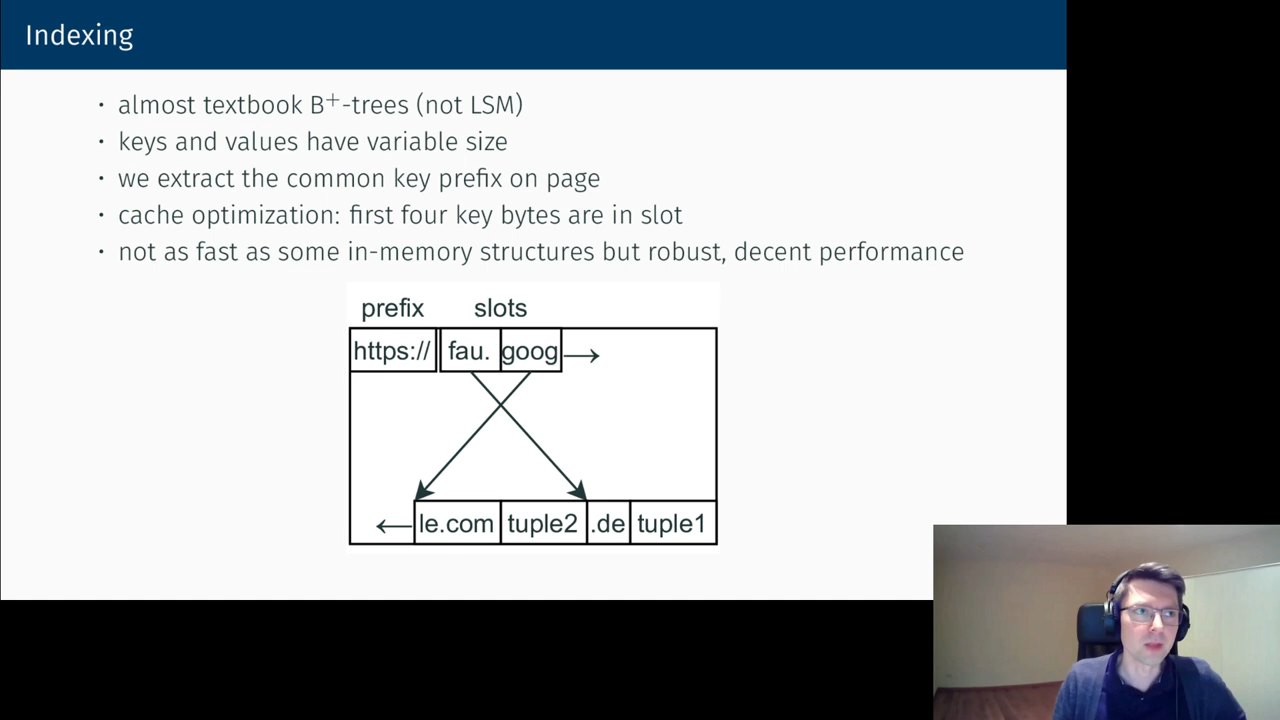 Indexing
· almost textbook B⁺-trees (not LSM)
· keys and values have variable size
· we extract the common key prefix on page
· cache optimization: first four key bytes are in slot
· not as fast as some in-memory structures but robust, decent performance
prefix slots
https:// fau. goog →
← le.com tuple2 .de tuple1